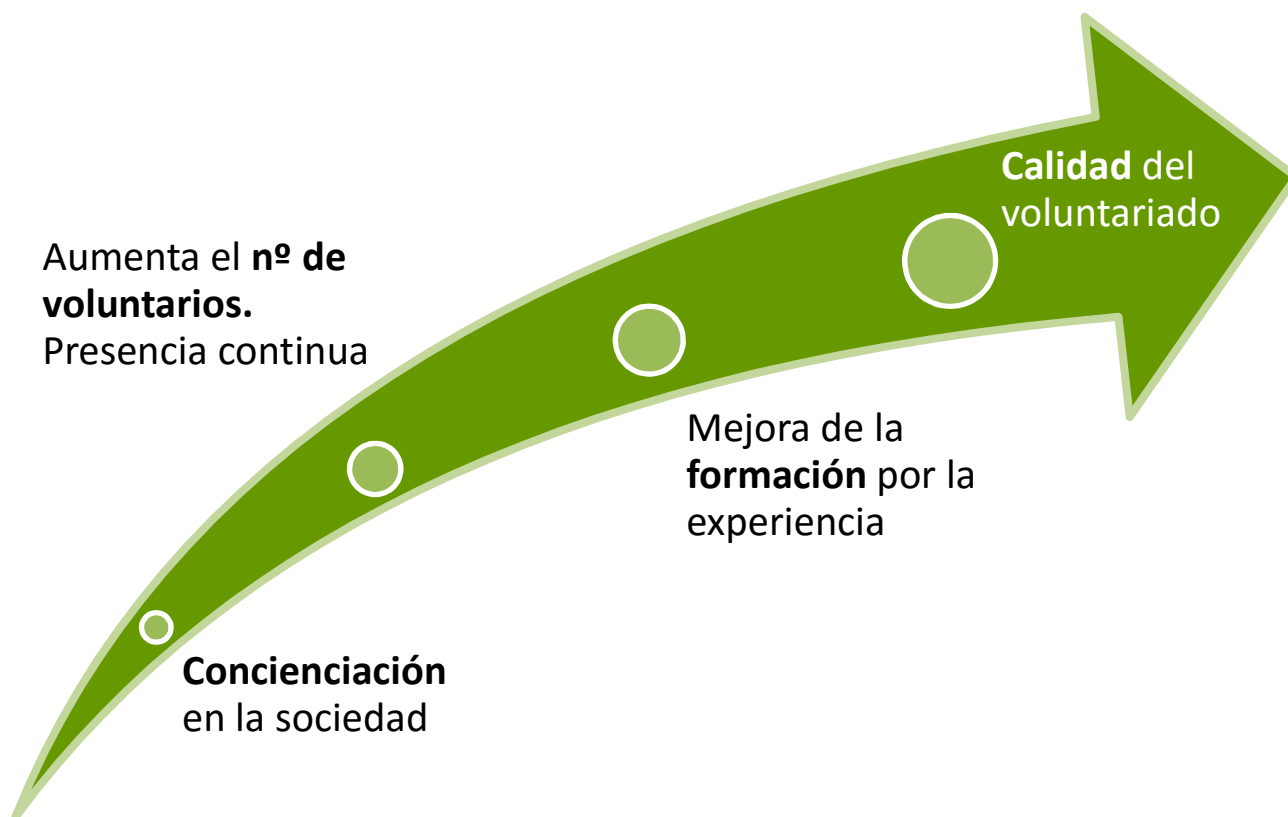 Calidad del
voluntariado
Aumenta el nº de
voluntarios.
Presencia continua
Mejora de la
formación por la
experiencia
Concienciación
en la sociedad